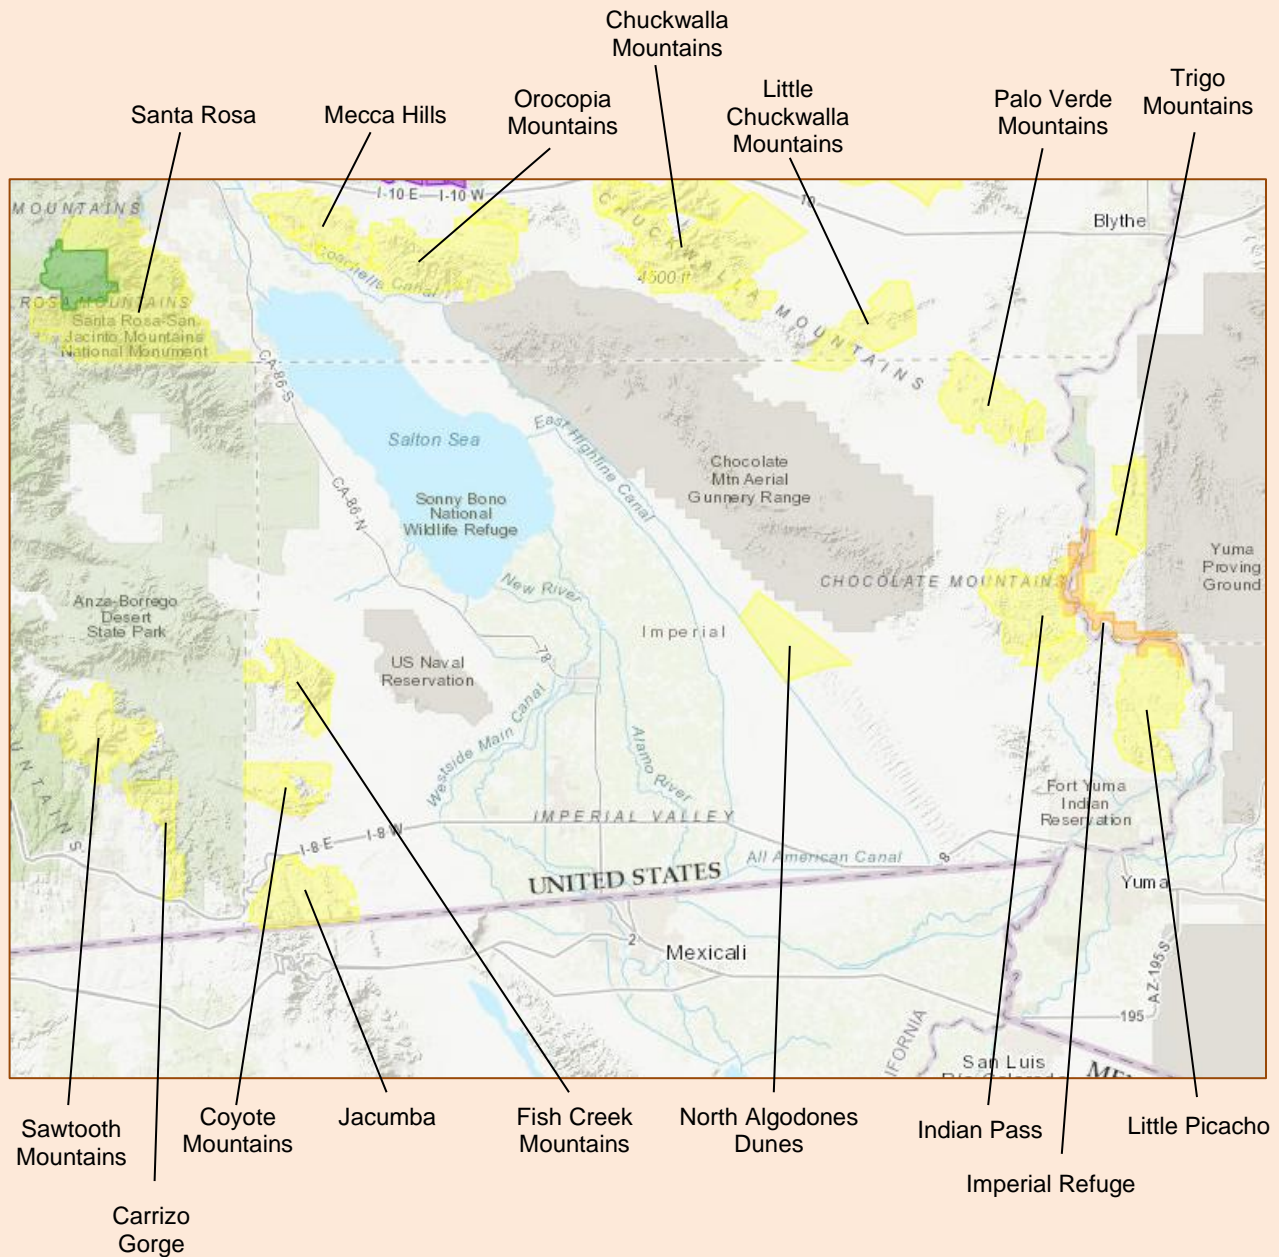 Chuckwalla
Mountains
Santa Rosa
Mecca Hills
Orocopia
Mountains
Little
Chuckwalla
Mountains
Palo Verde
Mountains
Trigo
Mountains
MOUNTAINS
I-10 E
I-10 W
10
Blythe
Coachella Canal
CHUCKWALLA
MOUNTAINS
4500 ft
ROSA MOUNTAINS
Santa Rosa-San
Jacinto Mountains
National Monument
CA-86-S
Salton Sea
East Highline Canal
Chocolate
Mtn Aerial
Gunnery Range
Sonny Bono
National
Wildlife Refuge
CA-86-N
Yuma
Proving
Ground
CHOCOLATE MOUNTAINS
New River
Anza-Borrego
Desert
State Park
Imperial
US Naval
Reservation
78
Westside Main Canal
Alamo River
Fort Yuma
Indian
Reservation
UNTAINS
IMPERIAL VALLEY
I-8 E
I-8 W
All American Canal
8
UNITED STATES
Yuma
2
Mexicali
AZ-195 S
195
IFORNIA
San Luis
Sawtooth
Mountains
Coyote
Mountains
Jacumba
Fish Creek
Mountains
North Algodones
Dunes
Indian Pass
Little Picacho
Imperial Refuge
Carrizo
Gorge